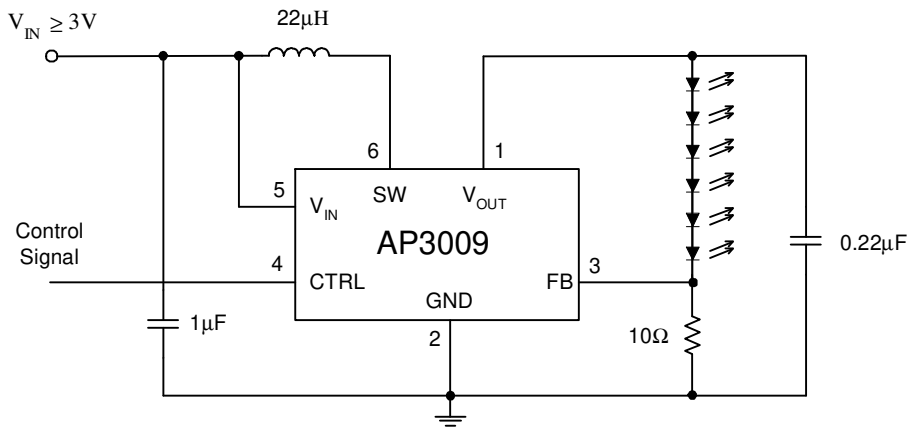 V_IN ≥ 3V
22μH
6
1
5
V_IN
SW
V_OUT
AP3009
Control
Signal
4
CTRL
FB
3
GND
2
0.22μF
1μF
10Ω